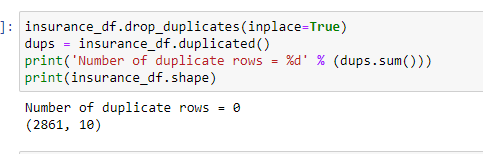 ]: insurance_df.drop_duplicates(inplace=True)
dups = insurance_df.duplicated()
print('Number of duplicate rows = %d' % (dups.sum()))
print(insurance_df.shape)
Number of duplicate rows = 0
(2861, 10)